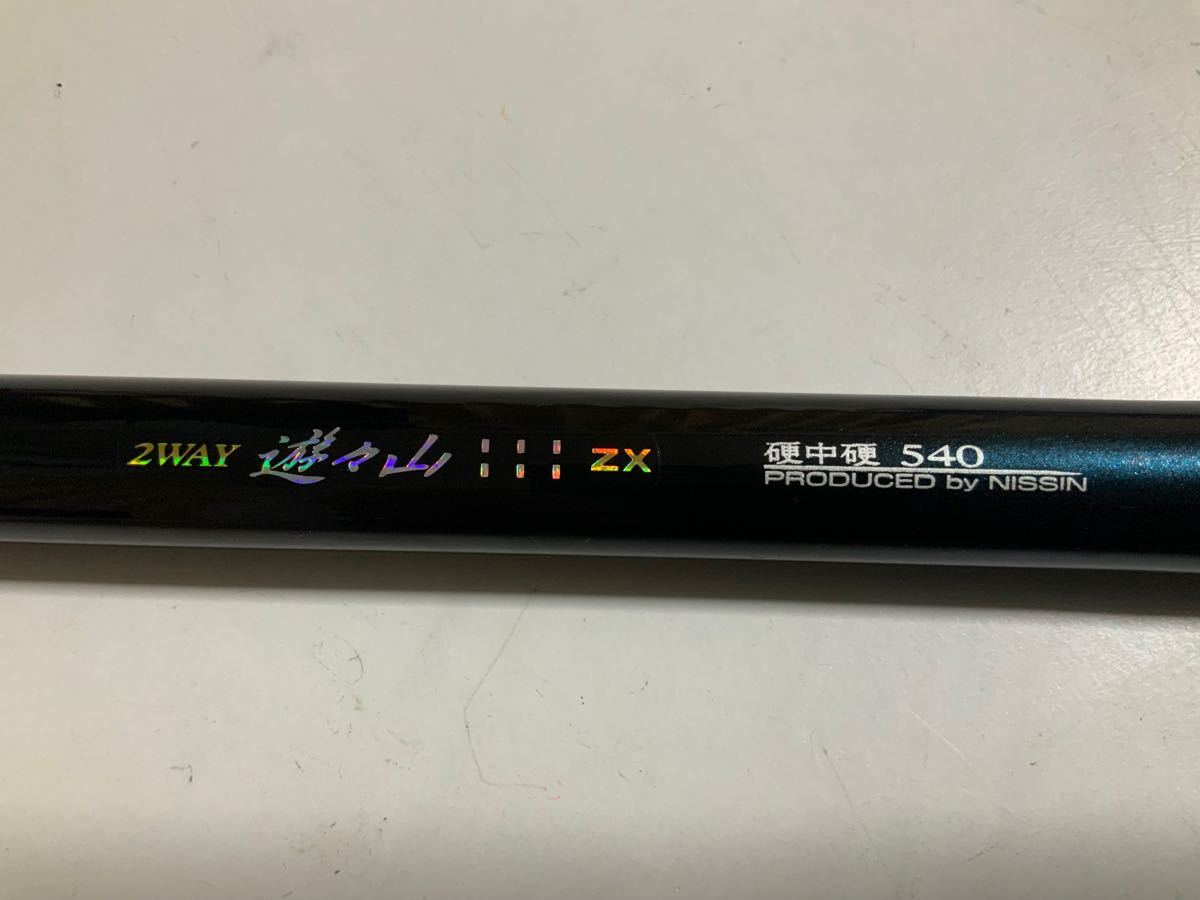 2WAY 遊々山 ZX
硬中硬 540
PRODUCED by NISSIN